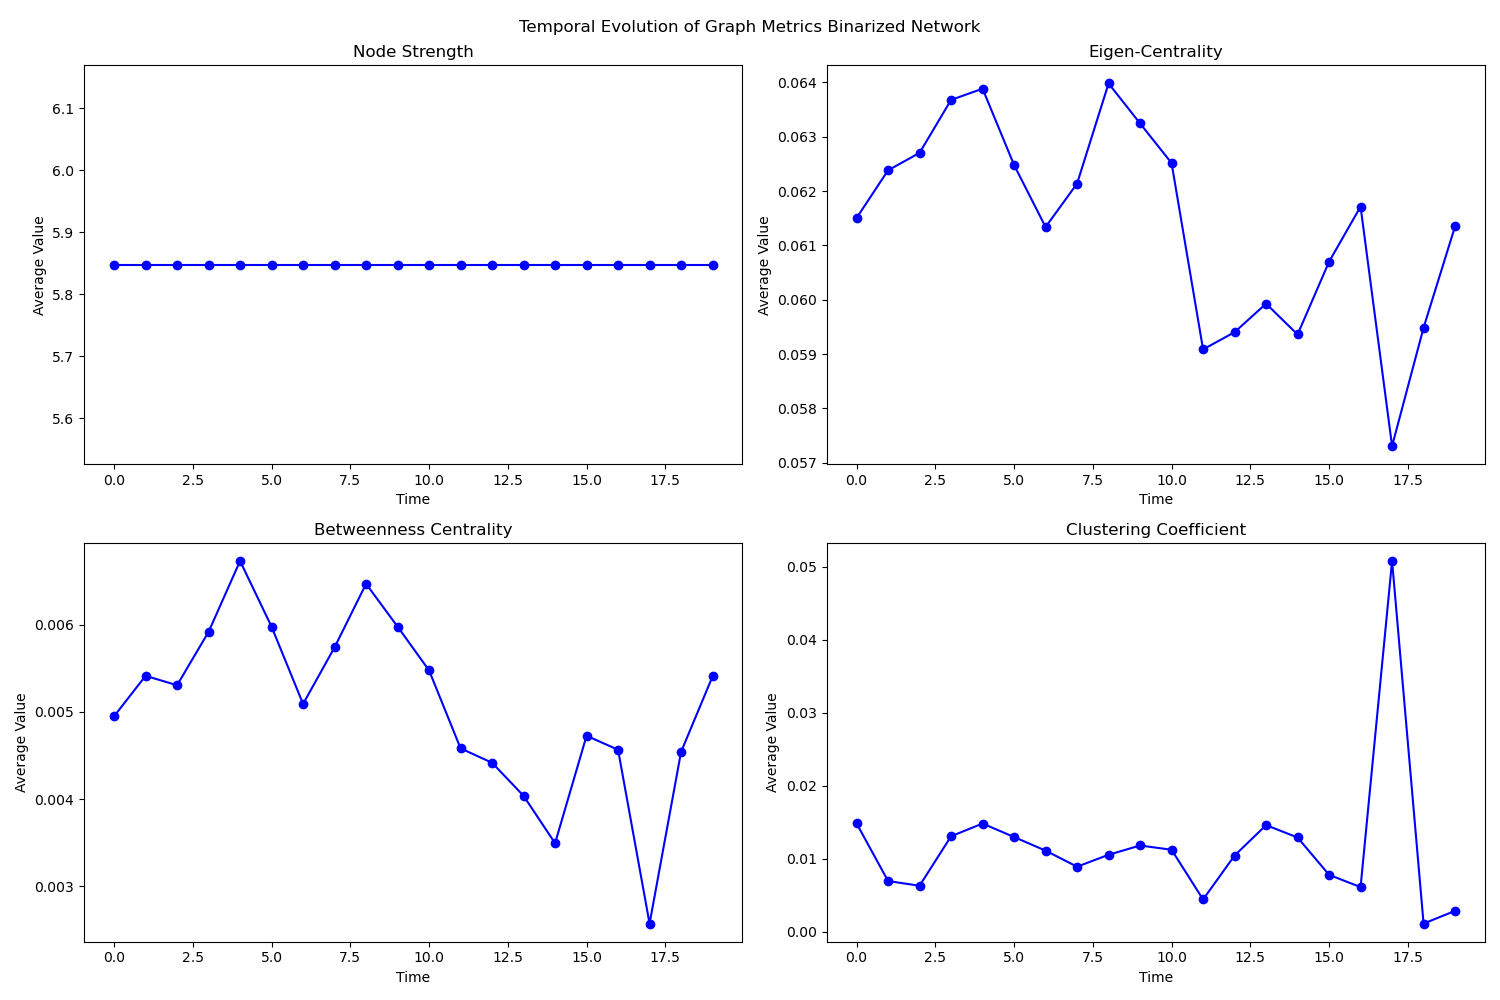 Temporal Evolution of Graph Metrics Binarized Network
Node Strength
Average Value
6.1
6.0
5.9
5.8
5.7
5.6
0.0 2.5 5.0 7.5 10.0 12.5 15.0 17.5
Time
Eigen-Centrality
Average Value
0.064
0.063
0.062
0.061
0.060
0.059
0.058
0.057
0.0 2.5 5.0 7.5 10.0 12.5 15.0 17.5
Time
Betweenness Centrality
Average Value
0.006
0.005
0.004
0.003
0.0 2.5 5.0 7.5 10.0 12.5 15.0 17.5
Time
Clustering Coefficient
Average Value
0.05
0.04
0.03
0.02
0.01
0.00
0.0 2.5 5.0 7.5 10.0 12.5 15.0 17.5
Time